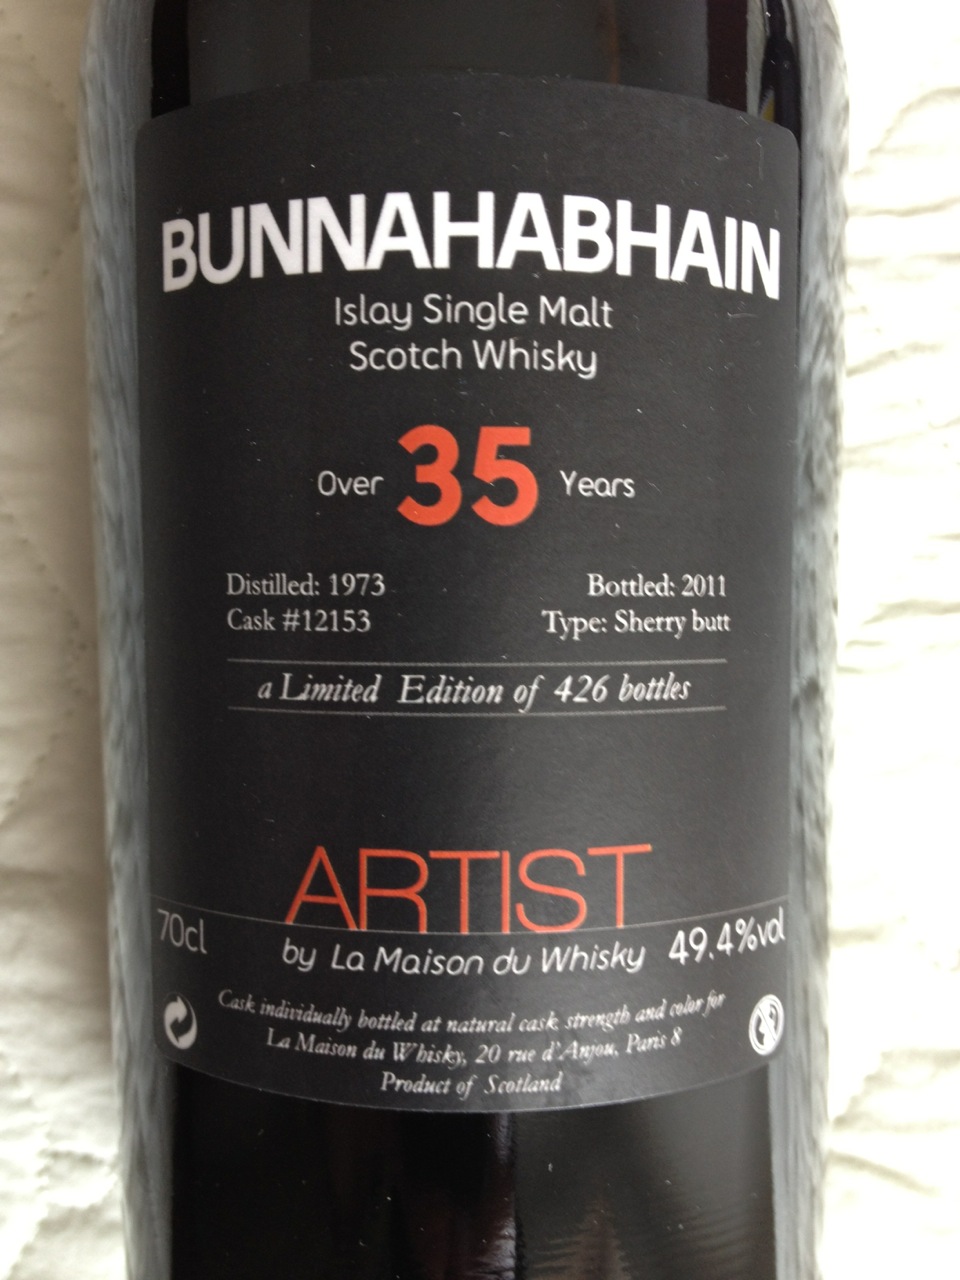 BUNNAHABHAIN
Islay Single Malt
Scotch Whisky
Over 35 Years
Distilled: 1973 Bottled: 2011
Cask #12153 Type: Sherry butt
a Limited Edition of 426 bottles
ARTIST
70cl by La Maison du Whisky 49.4%vol
Cask individually bottled at natural cask strength and color for
La Maison du Whisky, 20 rue d'Anjou, Paris 8
Product of Scotland